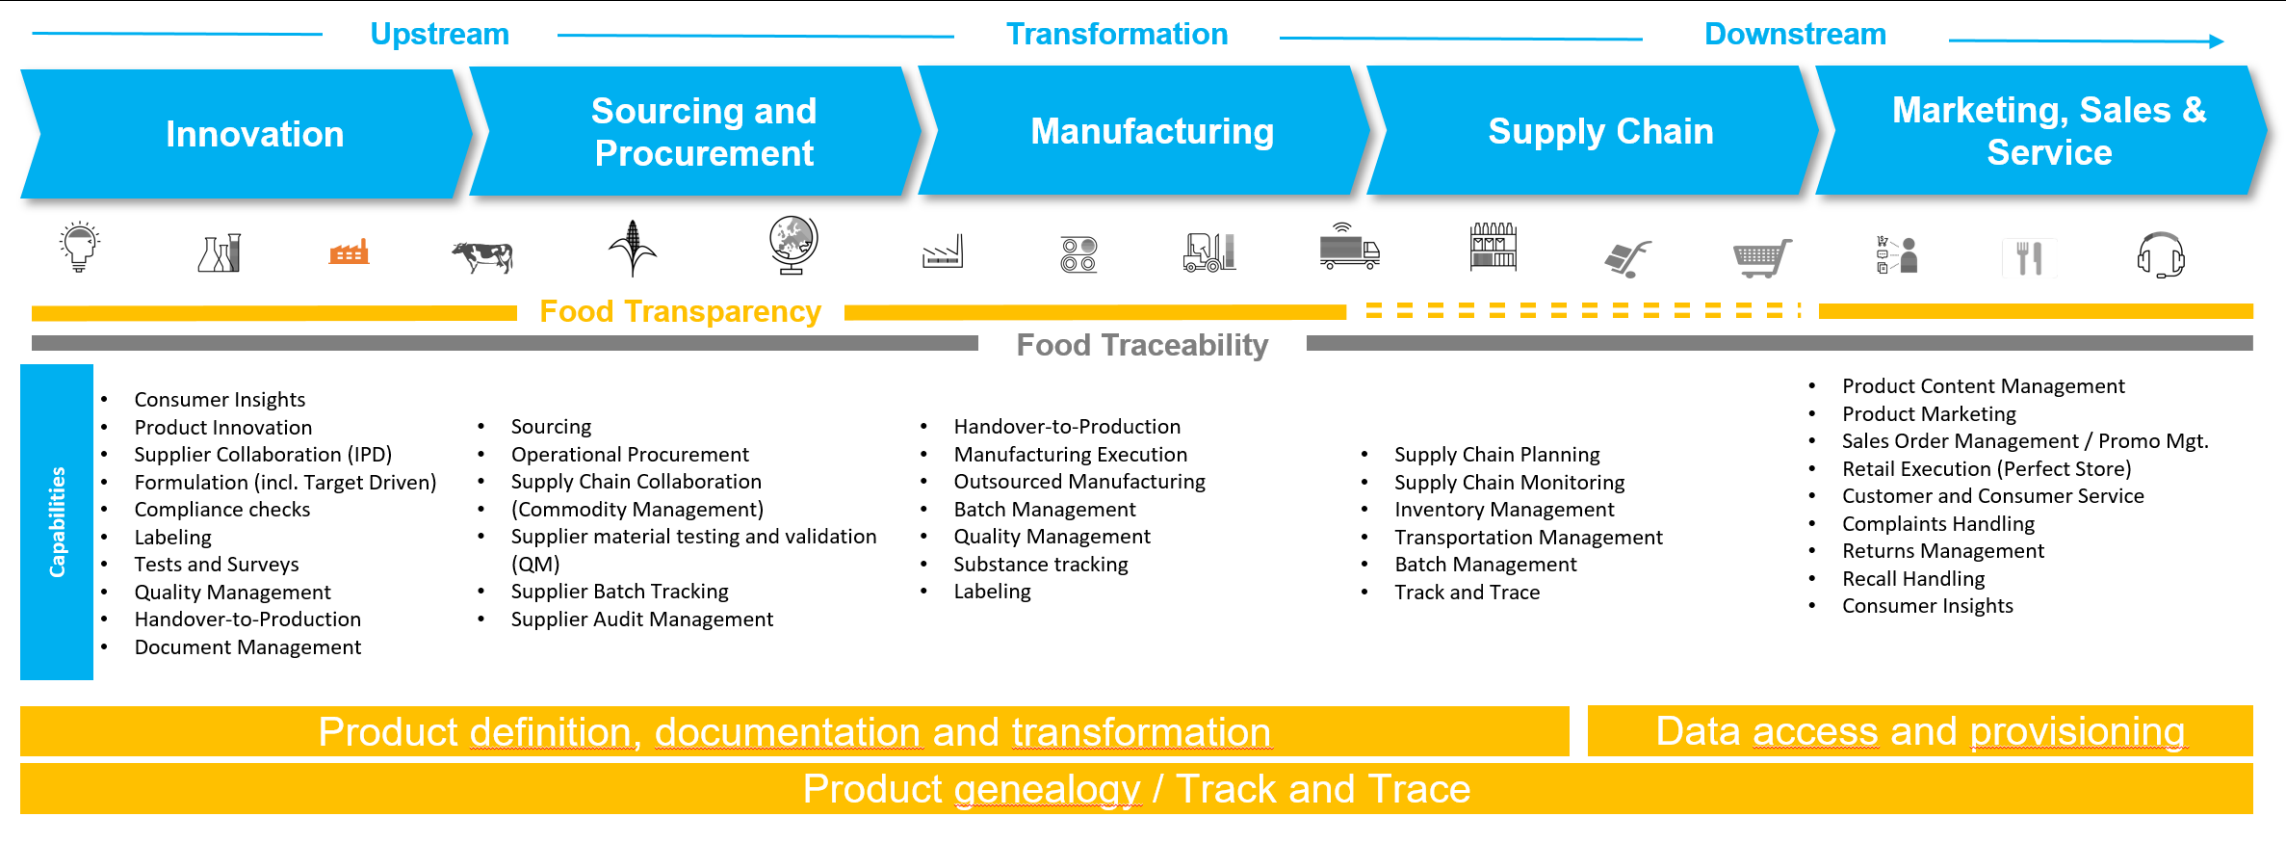 Upstream
Transformation
Downstream
Innovation
Sourcing and
Procurement
Manufacturing
Supply Chain
Marketing, Sales &
Service
Food Transparency
Food Traceability
Capabilities
• Consumer Insights
• Product Innovation
• Supplier Collaboration (IPD)
• Formulation (incl. Target Driven)
• Compliance checks
• Labeling
• Tests and Surveys
• Quality Management
• Handover-to-Production
• Document Management
• Sourcing
• Operational Procurement
• Supply Chain Collaboration
• (Commodity Management)
• Supplier material testing and validation
(QM)
• Supplier Batch Tracking
• Supplier Audit Management
• Handover-to-Production
• Manufacturing Execution
• Outsourced Manufacturing
• Batch Management
• Quality Management
• Substance tracking
• Labeling
• Supply Chain Planning
• Supply Chain Monitoring
• Inventory Management
• Transportation Management
• Batch Management
• Track and Trace
• Product Content Management
• Product Marketing
• Sales Order Management / Promo Mgt.
• Retail Execution (Perfect Store)
• Customer and Consumer Service
• Complaints Handling
• Returns Management
• Recall Handling
• Consumer Insights
Product definition, documentation and transformation
Data access and provisioning
Product genealogy / Track and Trace